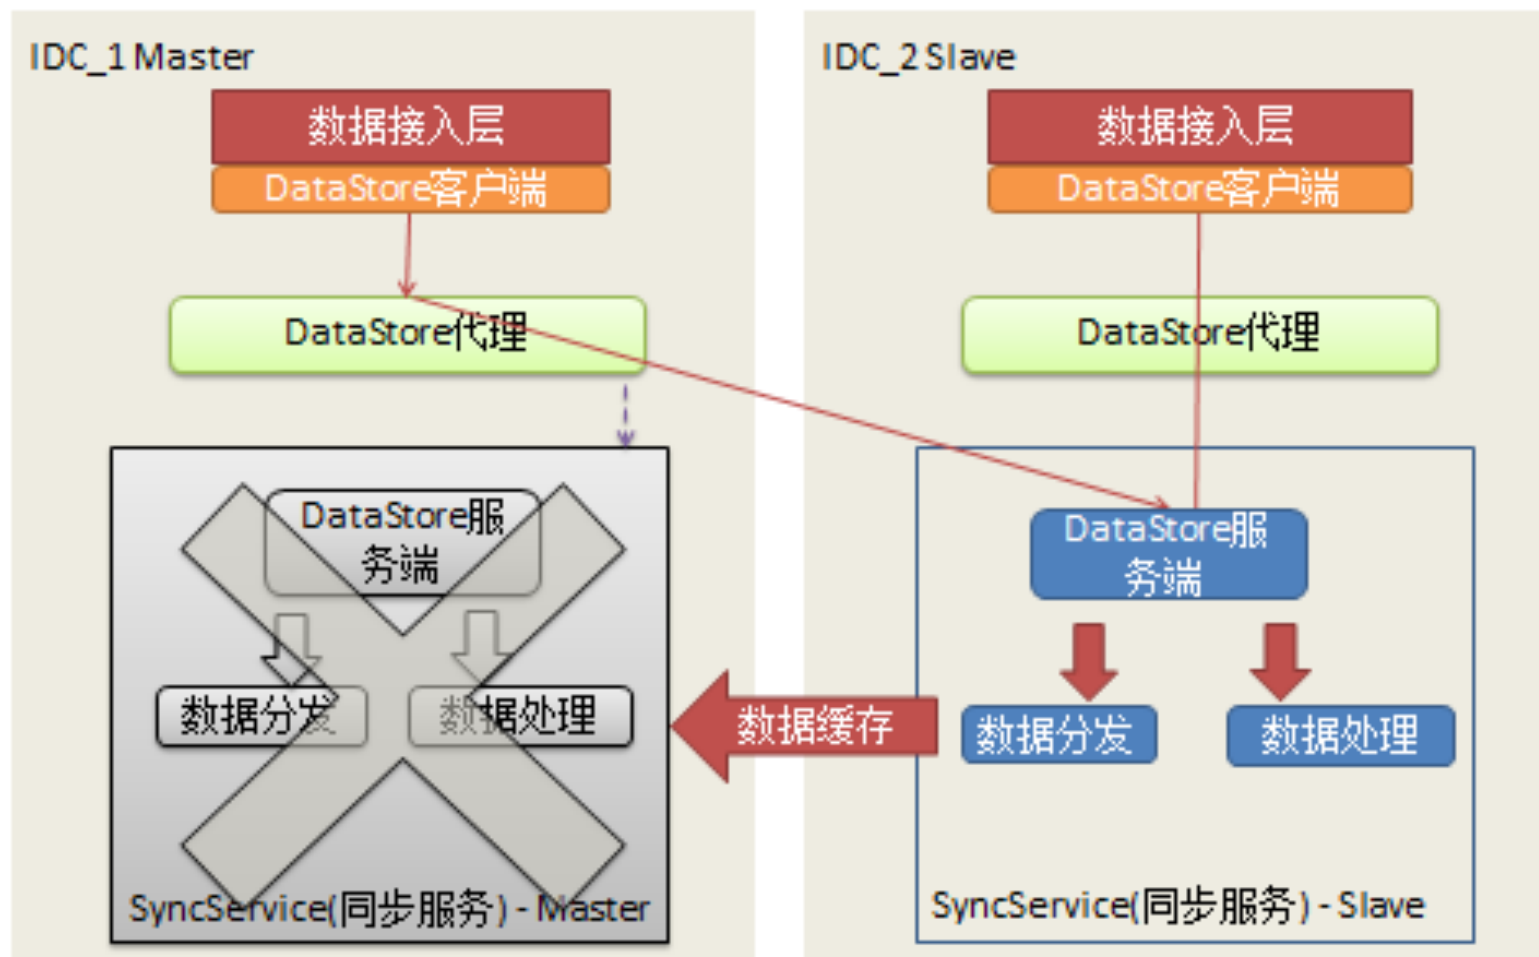 IDC_1 Master
数据接入层
DataStore客户端
DataStore代理
DataStore服
务端
数据分发
数据处理
SyncService(同步服务) - Master
数据缓存
IDC_2 Slave
数据接入层
DataStore客户端
DataStore代理
DataStore服
务端
数据分发
数据处理
SyncService(同步服务) - Slave